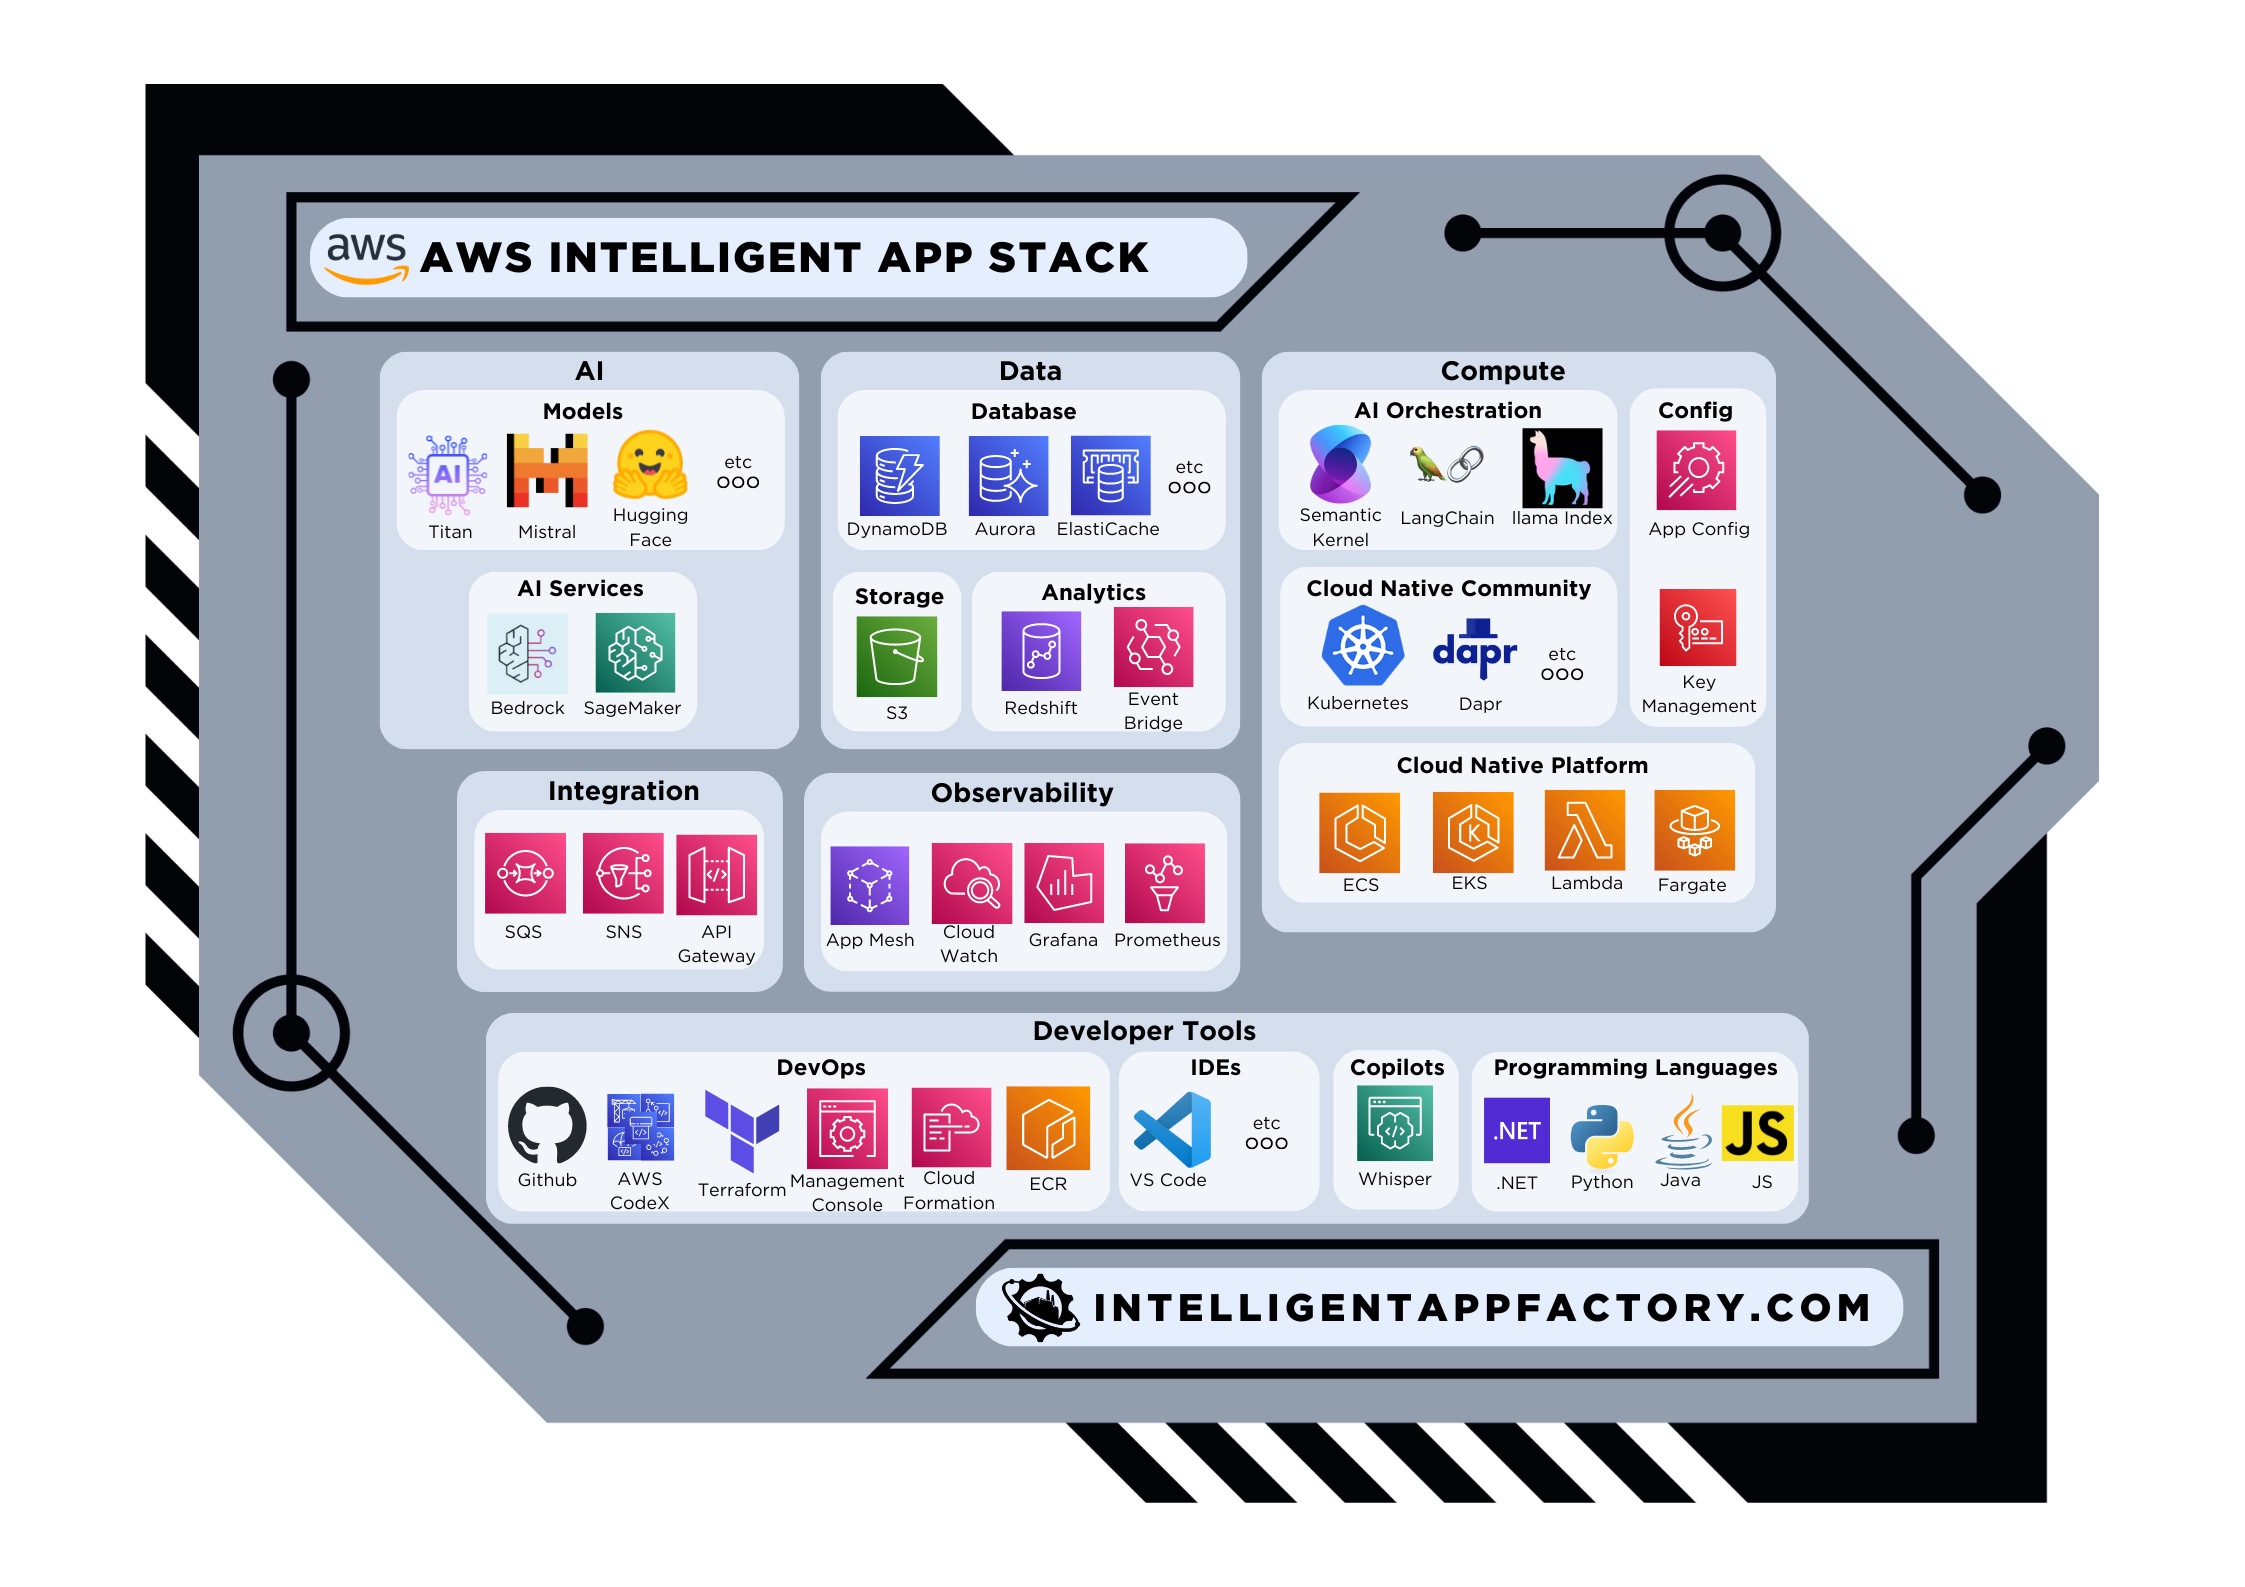 aws
AWS INTELLIGENT APP STACK
AI
Models
Titan
Mistral
Hugging
Face
etc
AI Services
Bedrock
SageMaker
Data
Database
DynamoDB
Aurora
ElastiCache
etc
Storage
S3
Analytics
Redshift
Event
Bridge
Compute
AI Orchestration
Semantic
Kernel
LangChain
llama Index
Config
App Config
Key
Management
Cloud Native Community
Kubernetes
dapr
Dapr
etc
Cloud Native Platform
ECS
K
EKS
Lambda
Fargate
Integration
SQS
SNS
</>
API
Gateway
Observability
App Mesh
Cloud
Watch
Grafana
Prometheus
Developer Tools
DevOps
Github
AWS
CodeX
Terraform
Management
Console
Cloud
Formation
ECR
IDEs
VS Code
etc
Copilots
</>
Whisper
Programming Languages
.NET
.NET
Python
Java
JS
JS
INTELLIGENTAPPFACTORY.COM